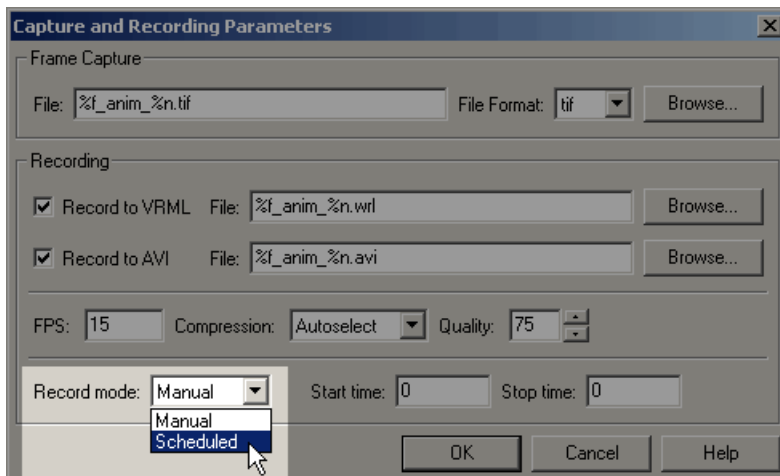 Capture and Recording Parameters
Frame Capture
File: %f_anim_%n.tif File Format: tif Browse...
Recording
Record to VRML File: %f_anim_%n.wrl Browse...
Record to AVI File: %f_anim_%n.avi Browse...
FPS: 15 Compression: Autoselect Quality: 75
Record mode: Manual Start time: 0 Stop time: 0
Manual
Scheduled
OK Cancel Help